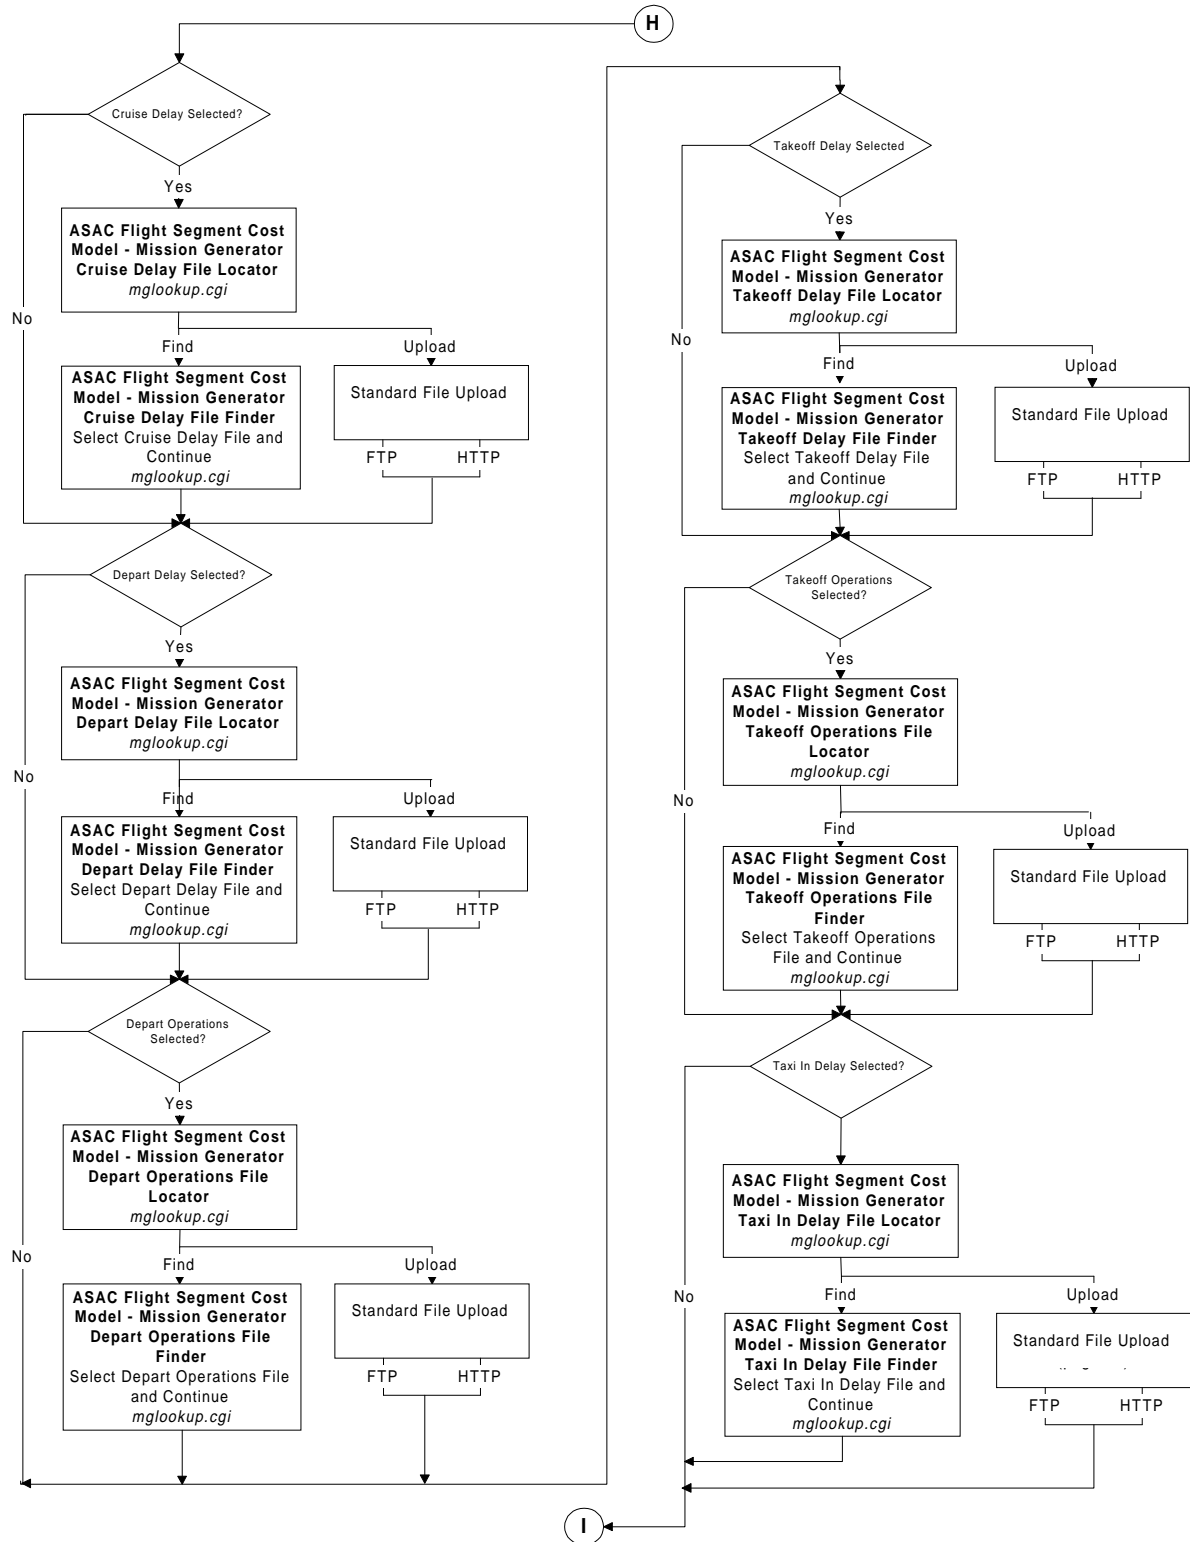 H
Cruise Delay Selected?
Yes
No
ASAC Flight Segment Cost
Model - Mission Generator
Cruise Delay File Locator
mglookup.cgi
Find
Upload
ASAC Flight Segment Cost
Model - Mission Generator
Cruise Delay File Finder
Select Cruise Delay File and
Continue
mglookup.cgi
Standard File Upload
FTP
HTTP
Depart Delay Selected?
Yes
No
ASAC Flight Segment Cost
Model - Mission Generator
Depart Delay File Locator
mglookup.cgi
Find
Upload
ASAC Flight Segment Cost
Model - Mission Generator
Depart Delay File Finder
Select Depart Delay File and
Continue
mglookup.cgi
Standard File Upload
FTP
HTTP
Depart Operations
Selected?
Yes
No
ASAC Flight Segment Cost
Model - Mission Generator
Depart Operations File
Locator
mglookup.cgi
Find
Upload
ASAC Flight Segment Cost
Model - Mission Generator
Depart Operations File
Finder
Select Depart Operations File
and Continue
mglookup.cgi
Standard File Upload
FTP
HTTP
Takeoff Delay Selected
Yes
No
ASAC Flight Segment Cost
Model - Mission Generator
Takeoff Delay File Locator
mglookup.cgi
Find
Upload
ASAC Flight Segment Cost
Model - Mission Generator
Takeoff Delay File Finder
Select Takeoff Delay File
and Continue
mglookup.cgi
Standard File Upload
FTP
HTTP
Takeoff Operations
Selected?
Yes
No
ASAC Flight Segment Cost
Model - Mission Generator
Takeoff Operations File
Locator
mglookup.cgi
Find
Upload
ASAC Flight Segment Cost
Model - Mission Generator
Takeoff Operations File
Finder
Select Takeoff Operations
File and Continue
mglookup.cgi
Standard File Upload
FTP
HTTP
Taxi In Delay Selected?
No
ASAC Flight Segment Cost
Model - Mission Generator
Taxi In Delay File Locator
mglookup.cgi
Find
Upload
ASAC Flight Segment Cost
Model - Mission Generator
Taxi In Delay File Finder
Select Taxi In Delay File and
Continue
mglookup.cgi
Standard File Upload
FTP
HTTP
I